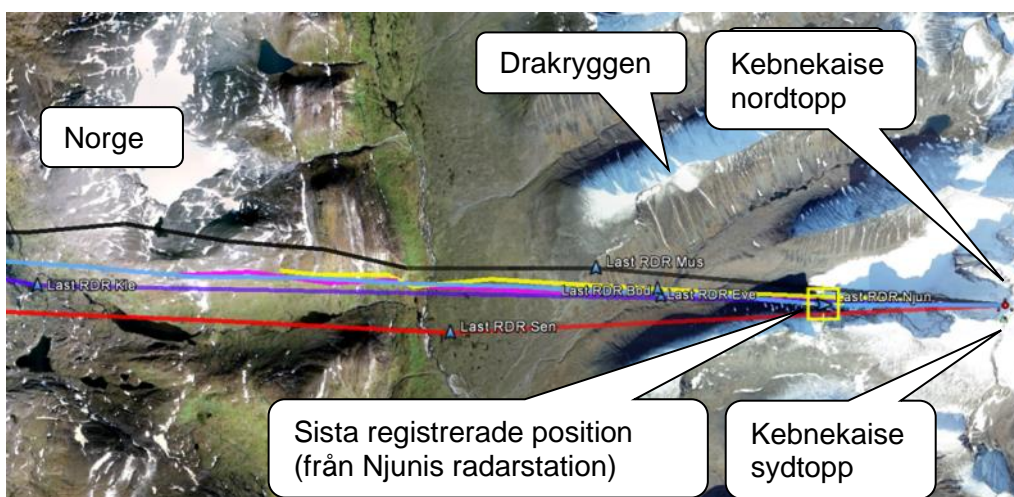 Drakryggen
Kebnekaise
nordtopp
Norge
Last RDR Mus
Last RDR Kle
Last RDR Bod
Last RDR Eve
Last RDR Njun
Last RDR Sen
Sista registrerade position
(från Njunis radarstation)
Kebnekaise
sydtopp